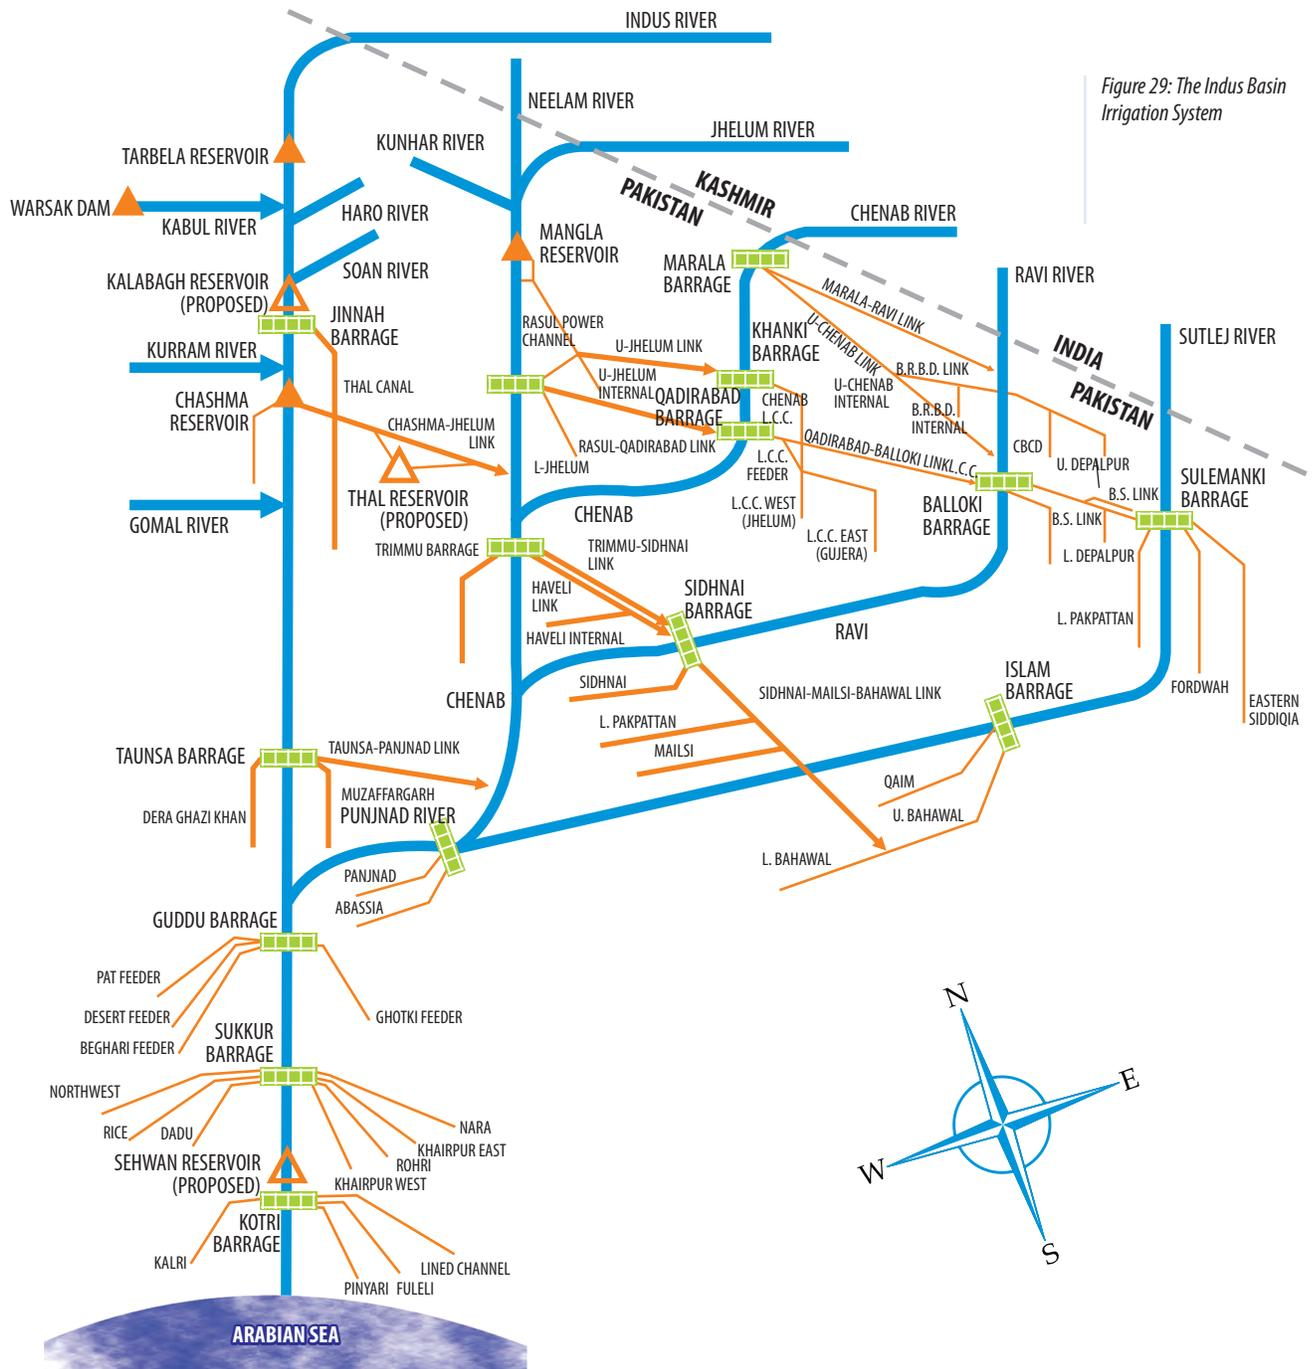 INDUS RIVER
Figure 29: The Indus Basin
Irrigation System
NEELAM RIVER
JHELUM RIVER
KUNHAR RIVER
TARBELA RESERVOIR
WARSAK DAM
KABUL RIVER
HARO RIVER
KASHMIR
PAKISTAN
CHENAB RIVER
MANGLA
RESERVOIR
SOAN RIVER
KALABAGH RESERVOIR
(PROPOSED)
MARALA
BARRAGE
RAVI RIVER
MARALA-RAVI LINK
JINNAH
BARRAGE
RASUL POWER
CHANNEL
U-CHENAB LINK
KHANKI
BARRAGE
SUTLEJ RIVER
INDIA
PAKISTAN
KURRAM RIVER
U-JHELUM LINK
B.R.B.D. LINK
THAL CANAL
U-JHELUM
INTERNAL
U-CHENAB
INTERNAL
CHASHMA
RESERVOIR
QADIRABAD
BARRAGE
CHENAB
L.C.C.
B.R.B.D.
INTERNAL
CHASHMA-JHELUM
LINK
RASUL-QADIRABAD LINK
QADIRABAD-BALLOKI LINK
L.C.C.
CBCD
L-JHELUM
L.C.C.
FEEDER
U. DEPALPUR
SULEMANKI
BARRAGE
THAL RESERVOIR
(PROPOSED)
B.S. LINK
L.C.C. WEST
(JHELUM)
BALLOKI
BARRAGE
B.S. LINK
GOMAL RIVER
CHENAB
L.C.C. EAST
(GUJERA)
TRIMMU BARRAGE
TRIMMU-SIDHNAI
LINK
L. DEPALPUR
HAVELI
LINK
SIDHNAI
BARRAGE
L. PAKPATTAN
HAVELI INTERNAL
RAVI
SIDHNAI
ISLAM
BARRAGE
FORDWAH
CHENAB
SIDHNAI-MAILSI-BAHAWAL LINK
EASTERN
SIDDIQIA
L. PAKPATTAN
MAILSI
TAUNSA BARRAGE
TAUNSA-PANJNAD LINK
QAIM
MUZAFFARGARH
DERA GHAZI KHAN
PUNJNAD RIVER
U. BAHAWAL
L. BAHAWAL
PANJNAD
ABASSIA
GUDDU BARRAGE
PAT FEEDER
DESERT FEEDER
GHOTKI FEEDER
BEGHARI FEEDER
SUKKUR
BARRAGE
N
E
W
S
NORTHWEST
RICE
DADU
NARA
KHAIRPUR EAST
ROHRI
KHAIRPUR WEST
SEHWAN RESERVOIR
(PROPOSED)
KOTRI
BARRAGE
KALRI
LINED CHANNEL
PINYARI
FULELI
ARABIAN SEA